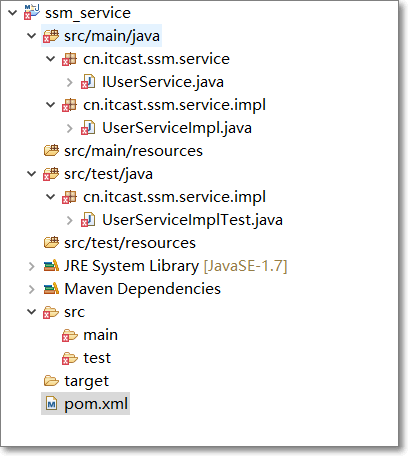 ssm_service
src/main/java
cn.itcast.ssm.service
IUserService.java
cn.itcast.ssm.service.impl
UserServiceImpl.java
src/main/resources
src/test/java
cn.itcast.ssm.service.impl
UserServiceImplTest.java
src/test/resources
JRE System Library [JavaSE-1.7]
Maven Dependencies
src
main
test
target
pom.xml